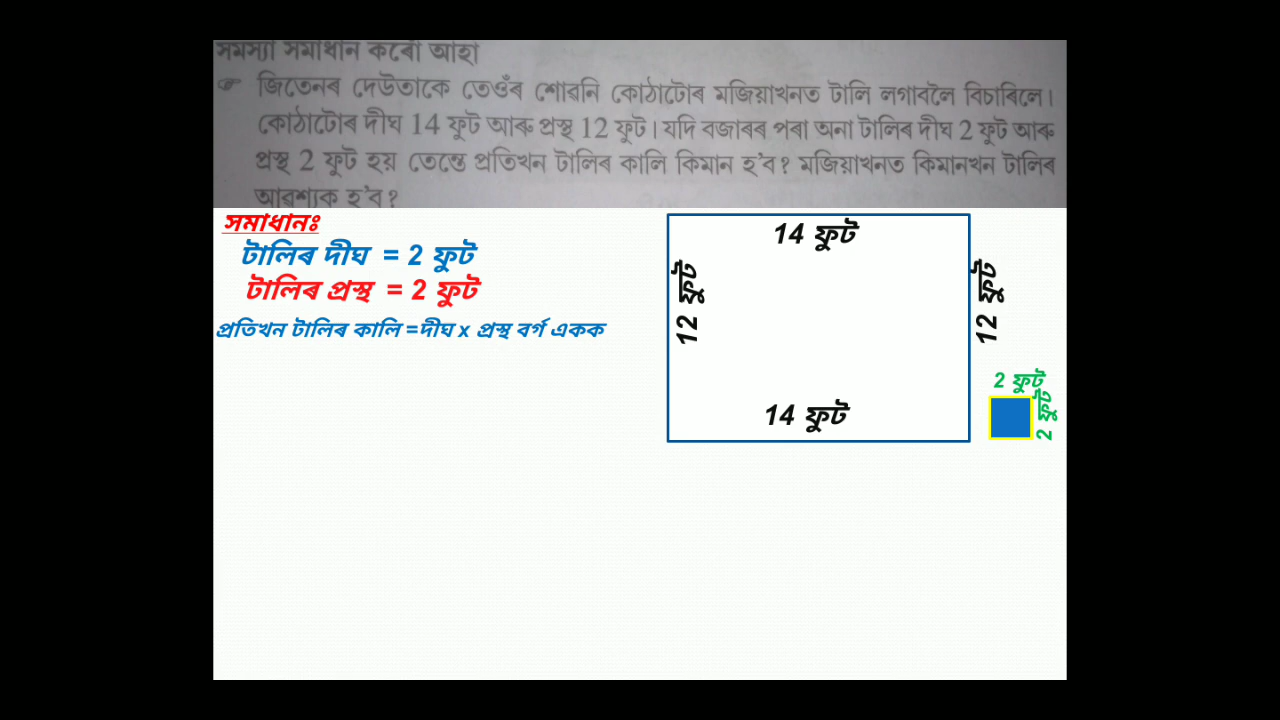 সমস্যা সমাধান কৰোঁ আহা
☞ জিতেনৰ দেউতাকে তেওঁৰ শোৱনি কোঠাটোৰ মজিয়াখনত টালি লগাবলৈ বিচাৰিলে।
কোঠাটোৰ দীঘ 14 ফুট আৰু প্ৰস্থ 12 ফুট। যদি বজাৰৰ পৰা অনা টালিৰ দীঘ 2 ফুট আৰু
প্ৰস্থ 2 ফুট হয় তেন্তে প্ৰতিখন টালিৰ কালি কিমান হ'ব? মজিয়াখনত কিমানখন টালিৰ
আৱশ্যক হ'ব?
সমাধানঃ
টালিৰ দীঘ = 2 ফুট
টালিৰ প্ৰস্থ = 2 ফুট
প্ৰতিখন টালিৰ কালি =দীঘ x প্ৰস্থ বৰ্গ একক
14 ফুট
12 ফুট
12 ফুট
14 ফুট
2 ফুট
2 ফুট